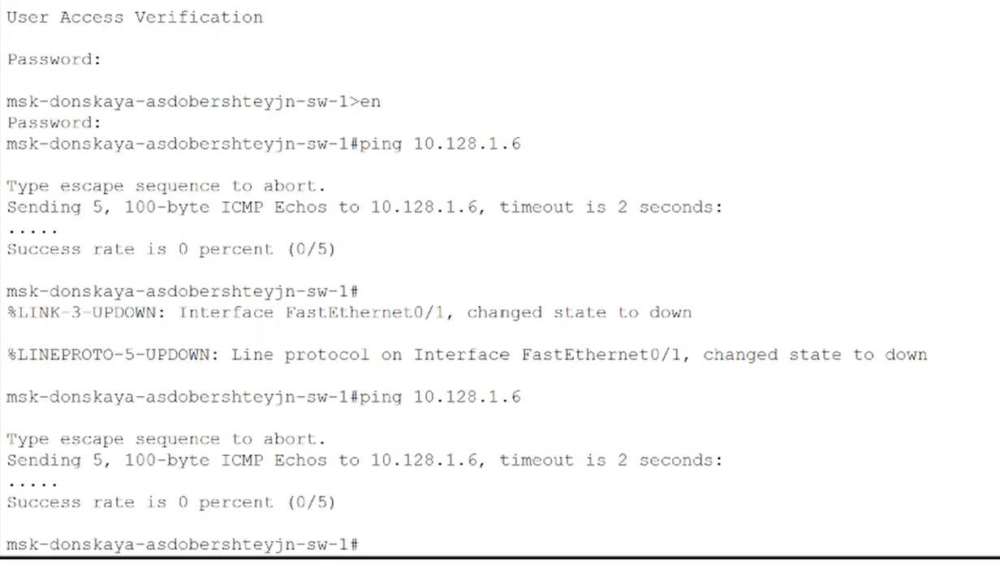 User Access Verification
Password:
msk-donskaya-asdobershteyjn-sw-1>en
Password:
msk-donskaya-asdobershteyjn-sw-1#ping 10.128.1.6
Type escape sequence to abort.
Sending 5, 100-byte ICMP Echos to 10.128.1.6, timeout is 2 seconds:
.....
Success rate is 0 percent (0/5)
msk-donskaya-asdobershteyjn-sw-1#
%LINK-3-UPDOWN: Interface FastEthernet0/1, changed state to down
%LINEPROTO-5-UPDOWN: Line protocol on Interface FastEthernet0/1, changed state to down
msk-donskaya-asdobershteyjn-sw-1#ping 10.128.1.6
Type escape sequence to abort.
Sending 5, 100-byte ICMP Echos to 10.128.1.6, timeout is 2 seconds:
.....
Success rate is 0 percent (0/5)
msk-donskaya-asdobershteyjn-sw-1#